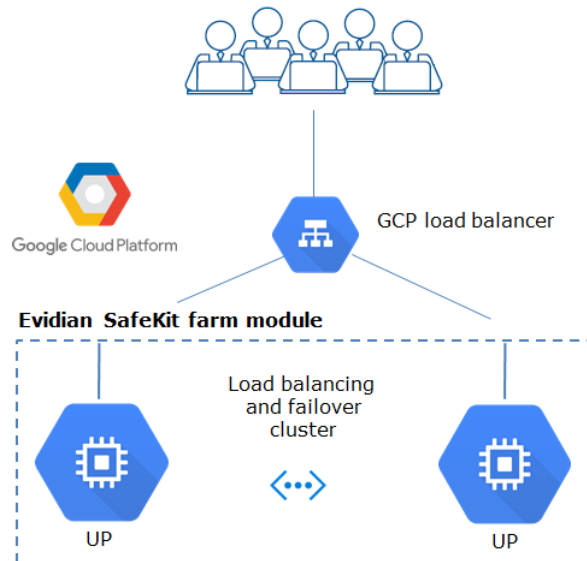 GCP load balancer
Google Cloud Platform
Evidian SafeKit farm module
Load balancing
and failover
cluster
UP
UP